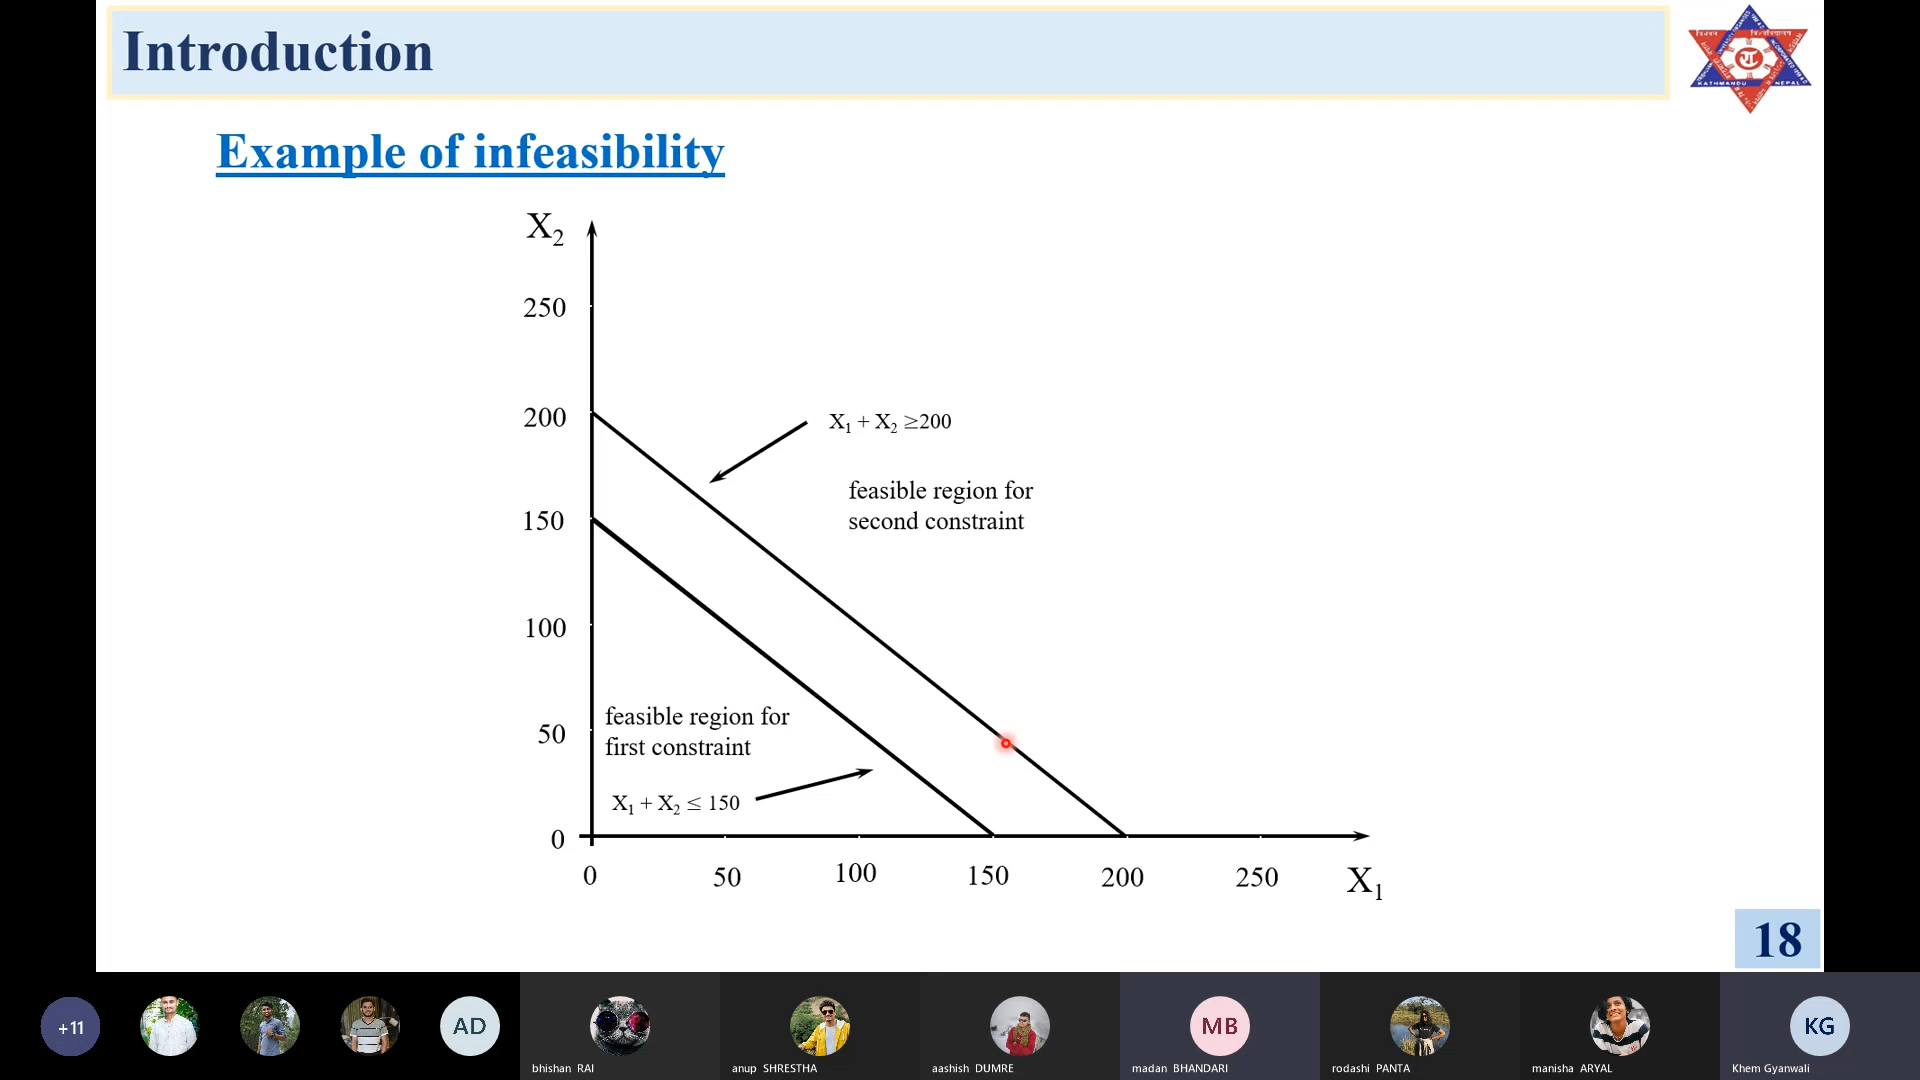 Introduction
Example of infeasibility
X₂
250
200
150
100
50
0
X₁ + X₂ ≥200
feasible region for
second constraint
feasible region for
first constraint
X₁ + X₂ ≤ 150
0
50
100
150
200
250
X₁
18
KATHMANDU NEPAL
+11
AD
MB
KG
bhishan RAI
anup SHRESTHA
aashish DUMRE
madan BHANDARI
rodashi PANTA
manisha ARYAL
Khem Gyanwali